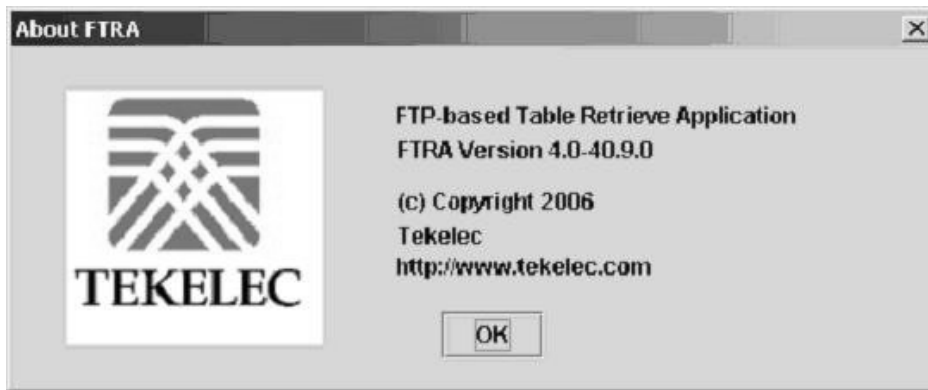 About FTRA
TEKELEC
FTP-based Table Retrieve Application
FTRA Version 4.0-40.9.0
(c) Copyright 2006
Tekelec
http://www.tekelec.com
OK